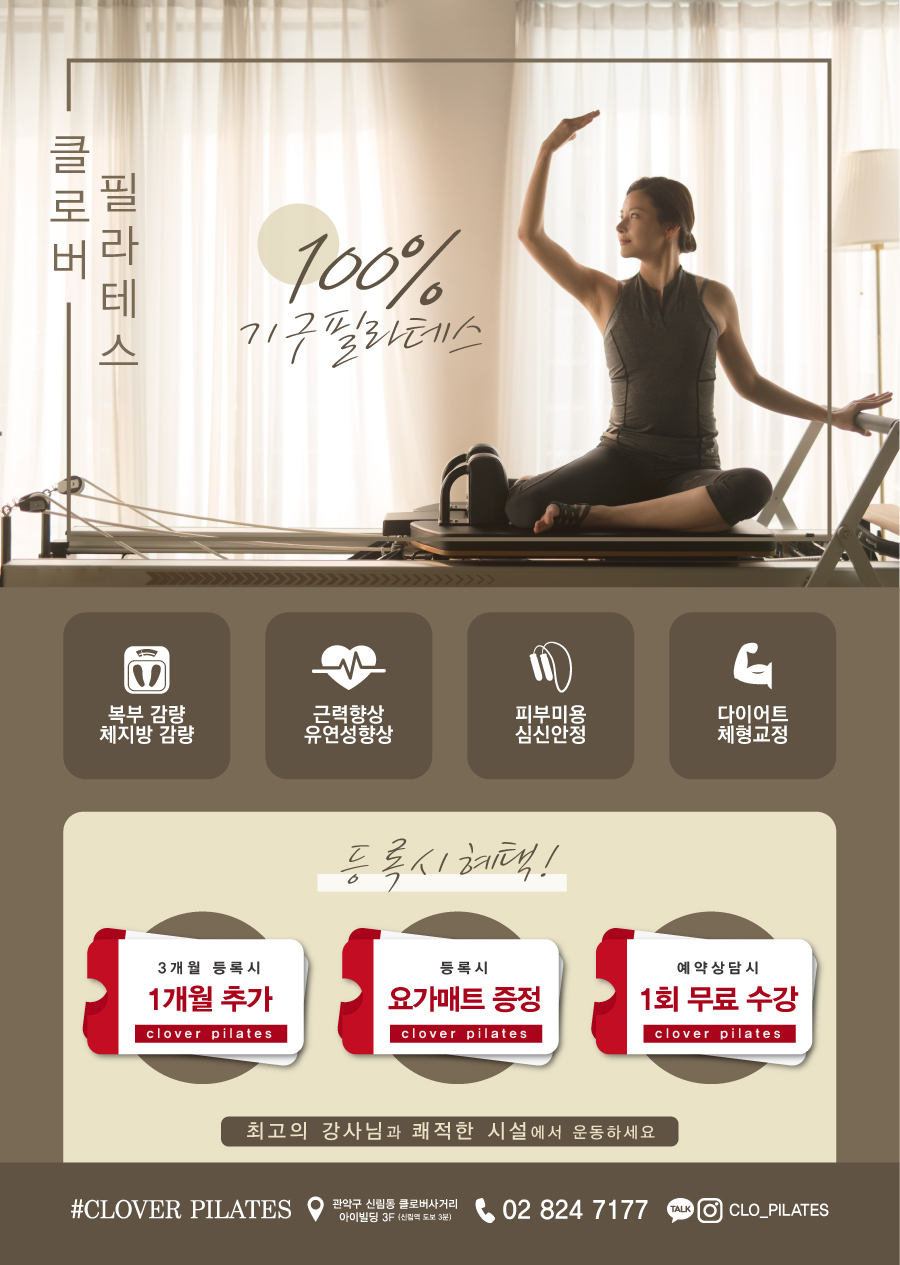 클로버
필라테스
100%
기구필라테스
복부 감량
체지방 감량
근력향상
유연성향상
피부미용
심신안정
다이어트
체형교정
등록시 혜택!
3개월 등록시
1개월 추가
clover pilates
등록시
요가매트 증정
clover pilates
예약상담시
1회 무료 수강
clover pilates
최고의 강사님과 쾌적한 시설에서 운동하세요
#CLOVER PILATES
관악구 신림동 클로버사거리
아이빌딩 3F (신림역 도보 3분)
02 824 7177
TALK
CLO_PILATES